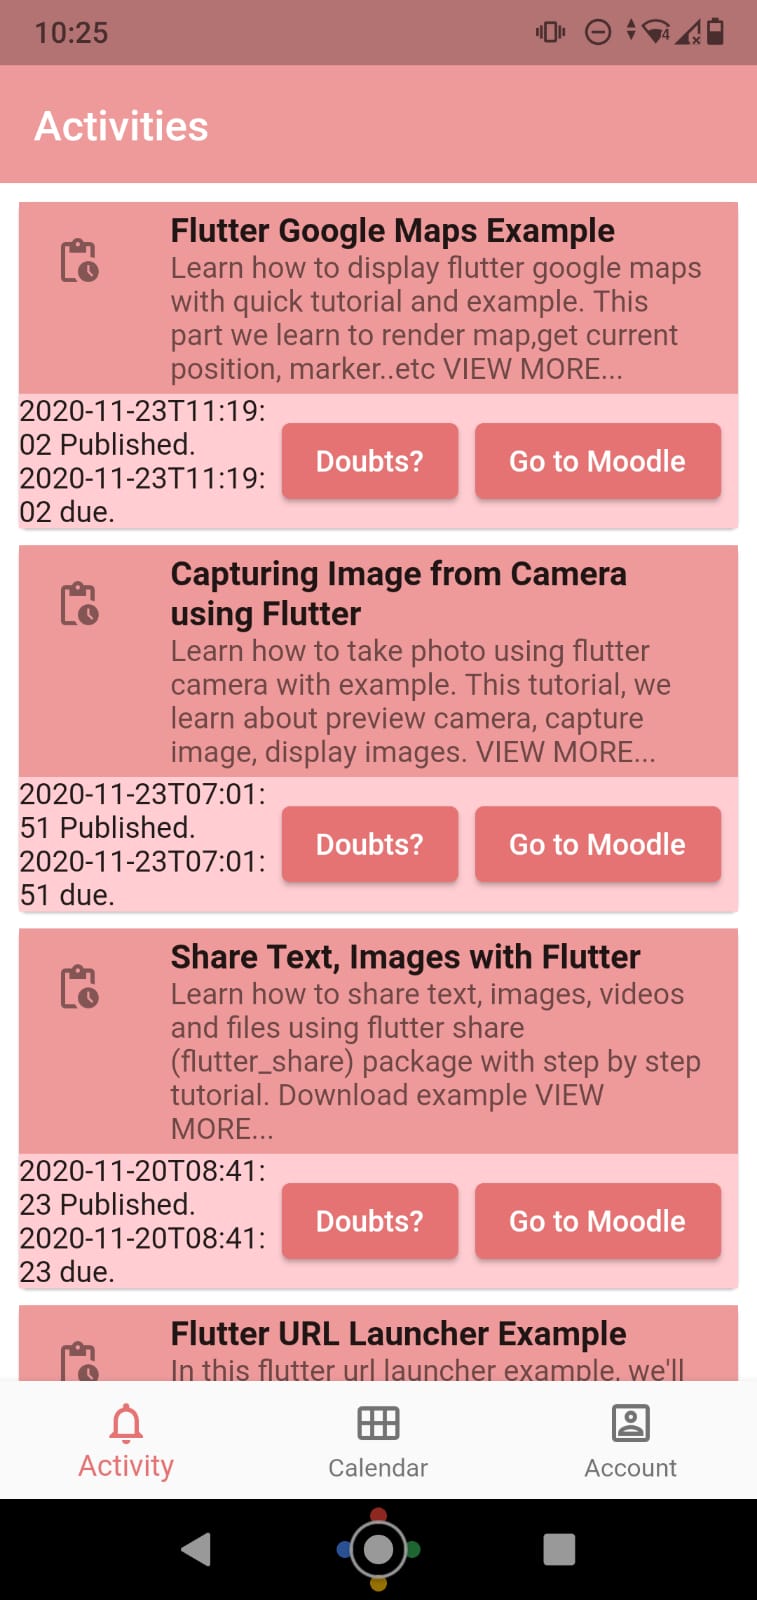 10:25
4
Activities
Flutter Google Maps Example
Learn how to display flutter google maps
with quick tutorial and example. This
part we learn to render map,get current
position, marker..etc VIEW MORE...
2020-11-23T11:19:
02 Published.
2020-11-23T11:19:
02 due.
Doubts?
Go to Moodle
Capturing Image from Camera
using Flutter
Learn how to take photo using flutter
camera with example. This tutorial, we
learn about preview camera, capture
image, display images. VIEW MORE...
2020-11-23T07:01:
51 Published.
2020-11-23T07:01:
51 due.
Doubts?
Go to Moodle
Share Text, Images with Flutter
Learn how to share text, images, videos
and files using flutter share
(flutter_share) package with step by step
tutorial. Download example VIEW
MORE...
2020-11-20T08:41:
23 Published.
2020-11-20T08:41:
23 due.
Doubts?
Go to Moodle
Flutter URL Launcher Example
In this flutter url launcher example, we'll
Activity
Calendar
Account